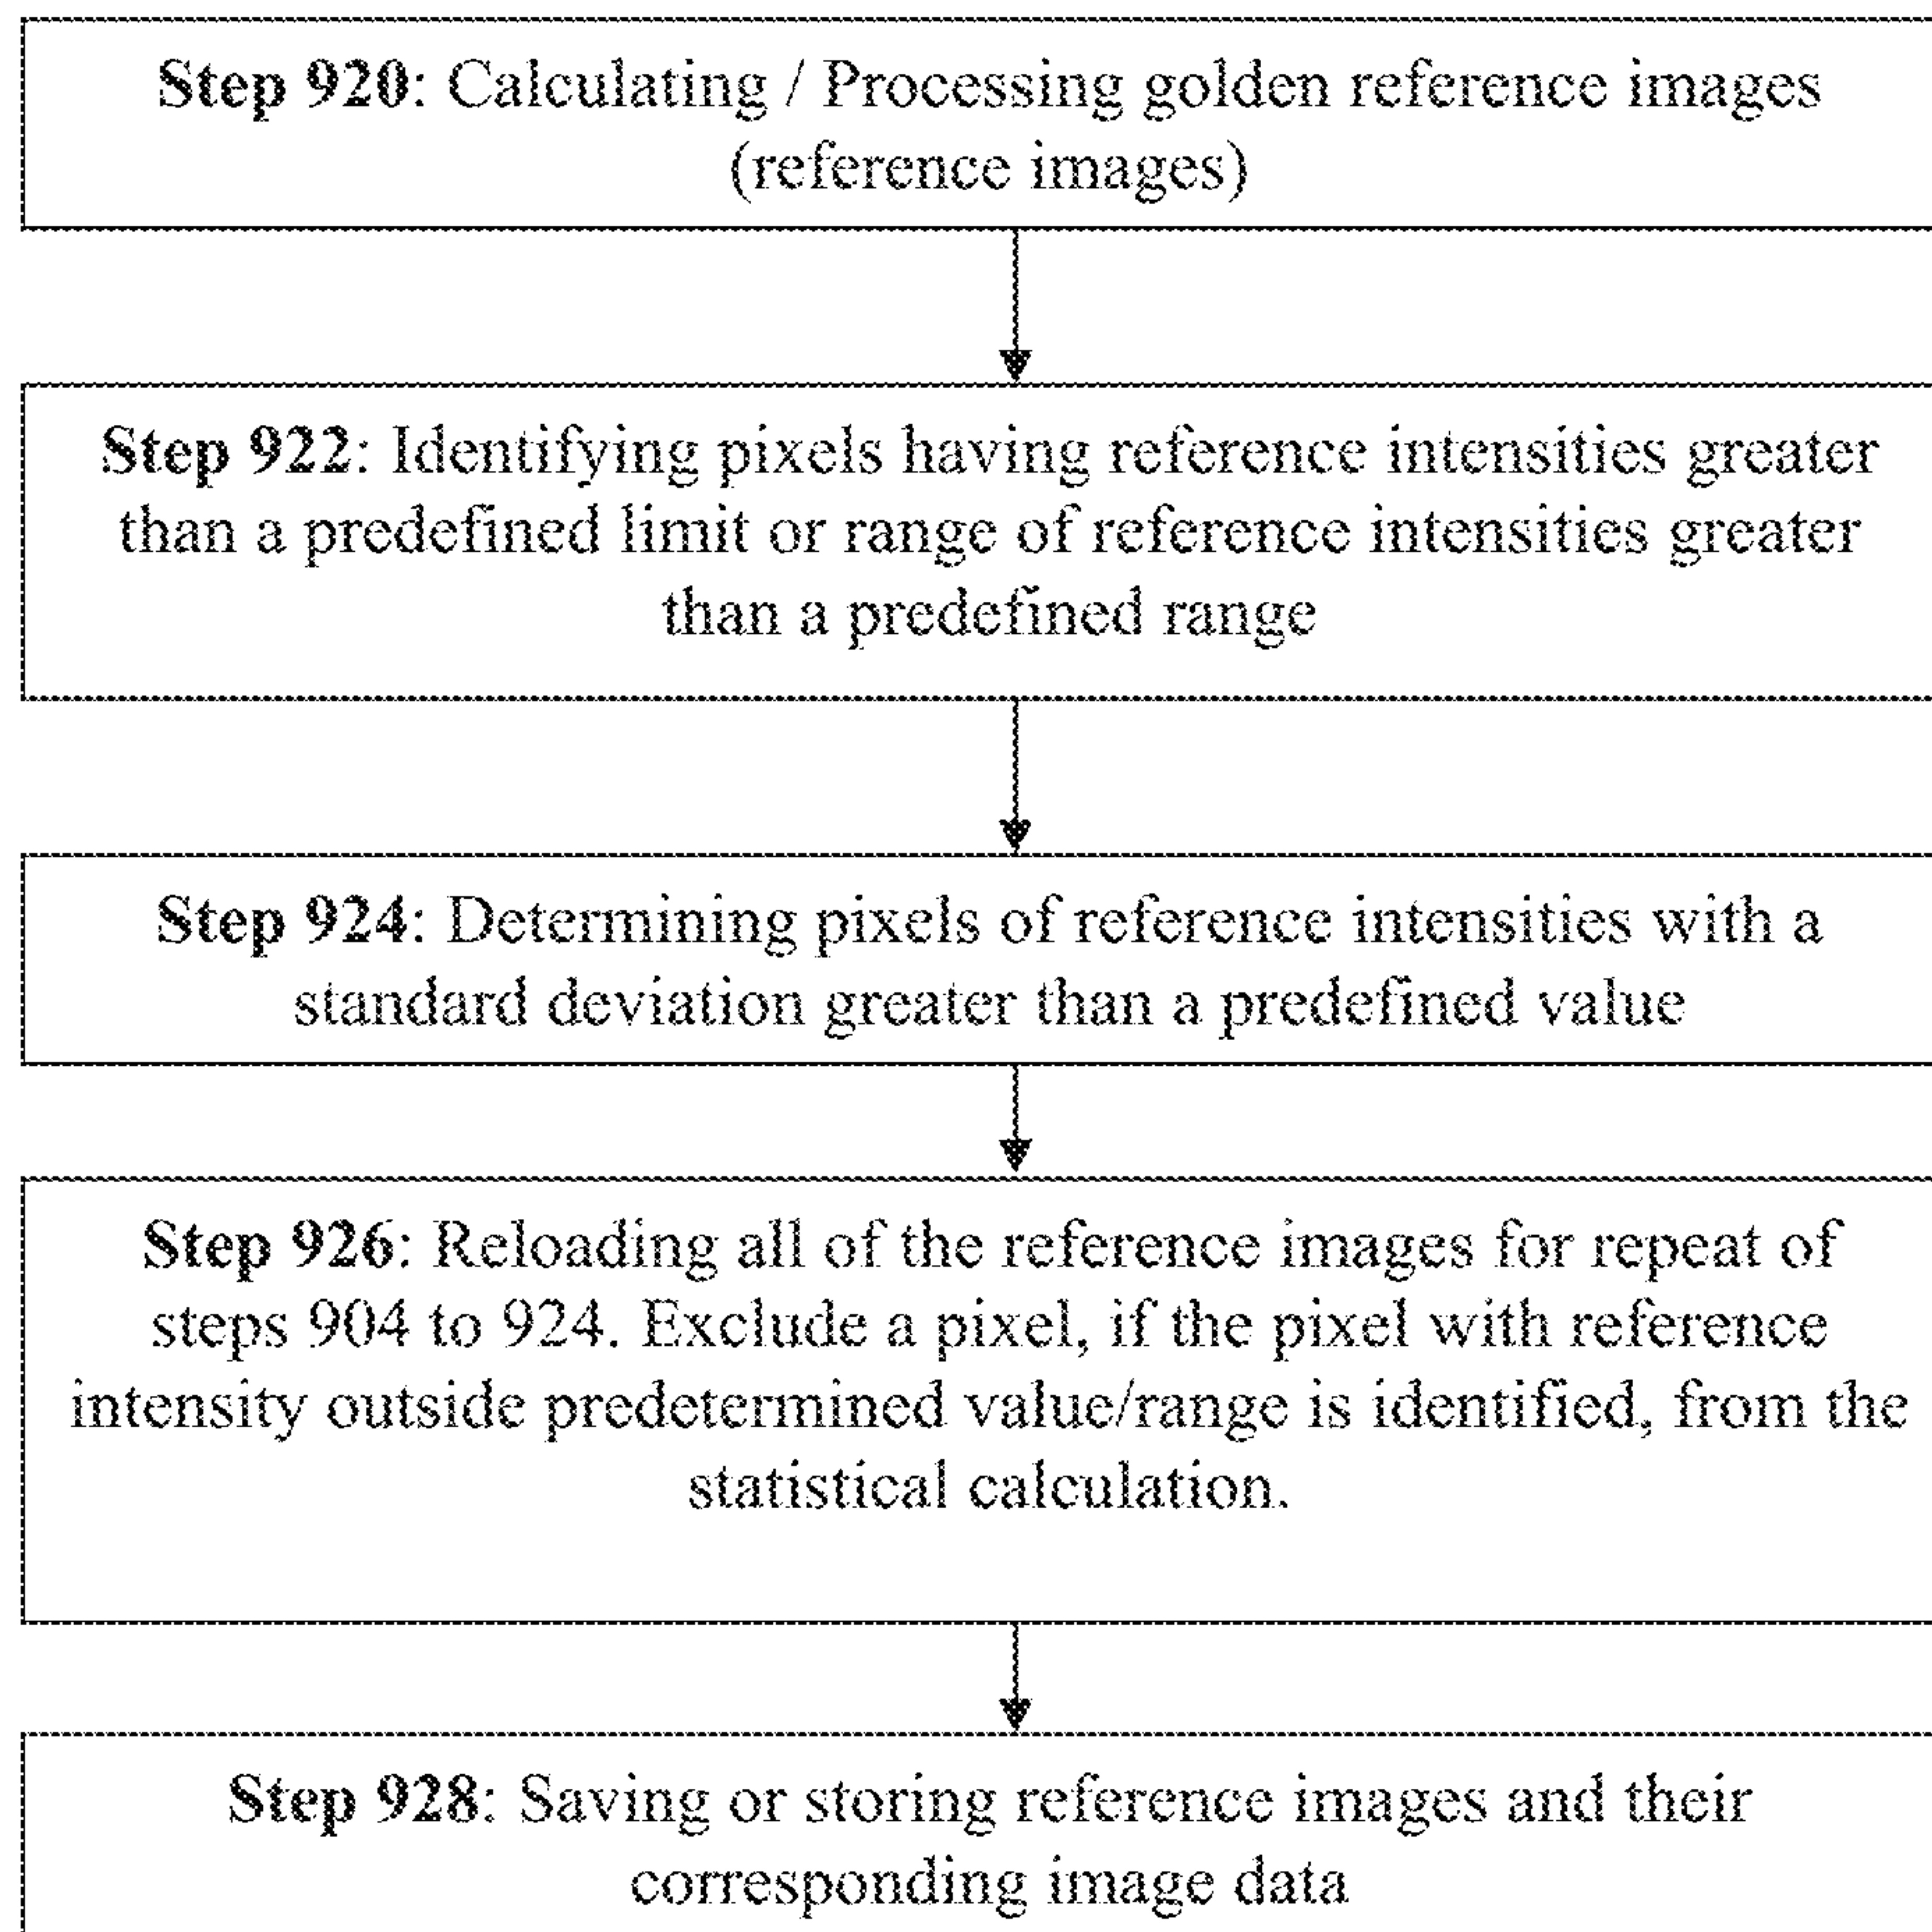 Step 920: Calculating / Processing golden reference images
(reference images)
Step 922: Identifying pixels having reference intensities greater
than a predefined limit or range of reference intensities greater
than a predefined range
Step 924: Determining pixels of reference intensities with a
standard deviation greater than a predefined value
Step 926: Reloading all of the reference images for repeat of
steps 904 to 924. Exclude a pixel, if the pixel with reference
intensity outside predetermined value/range is identified, from the
statistical calculation.
Step 928: Saving or storing reference images and their
corresponding image data